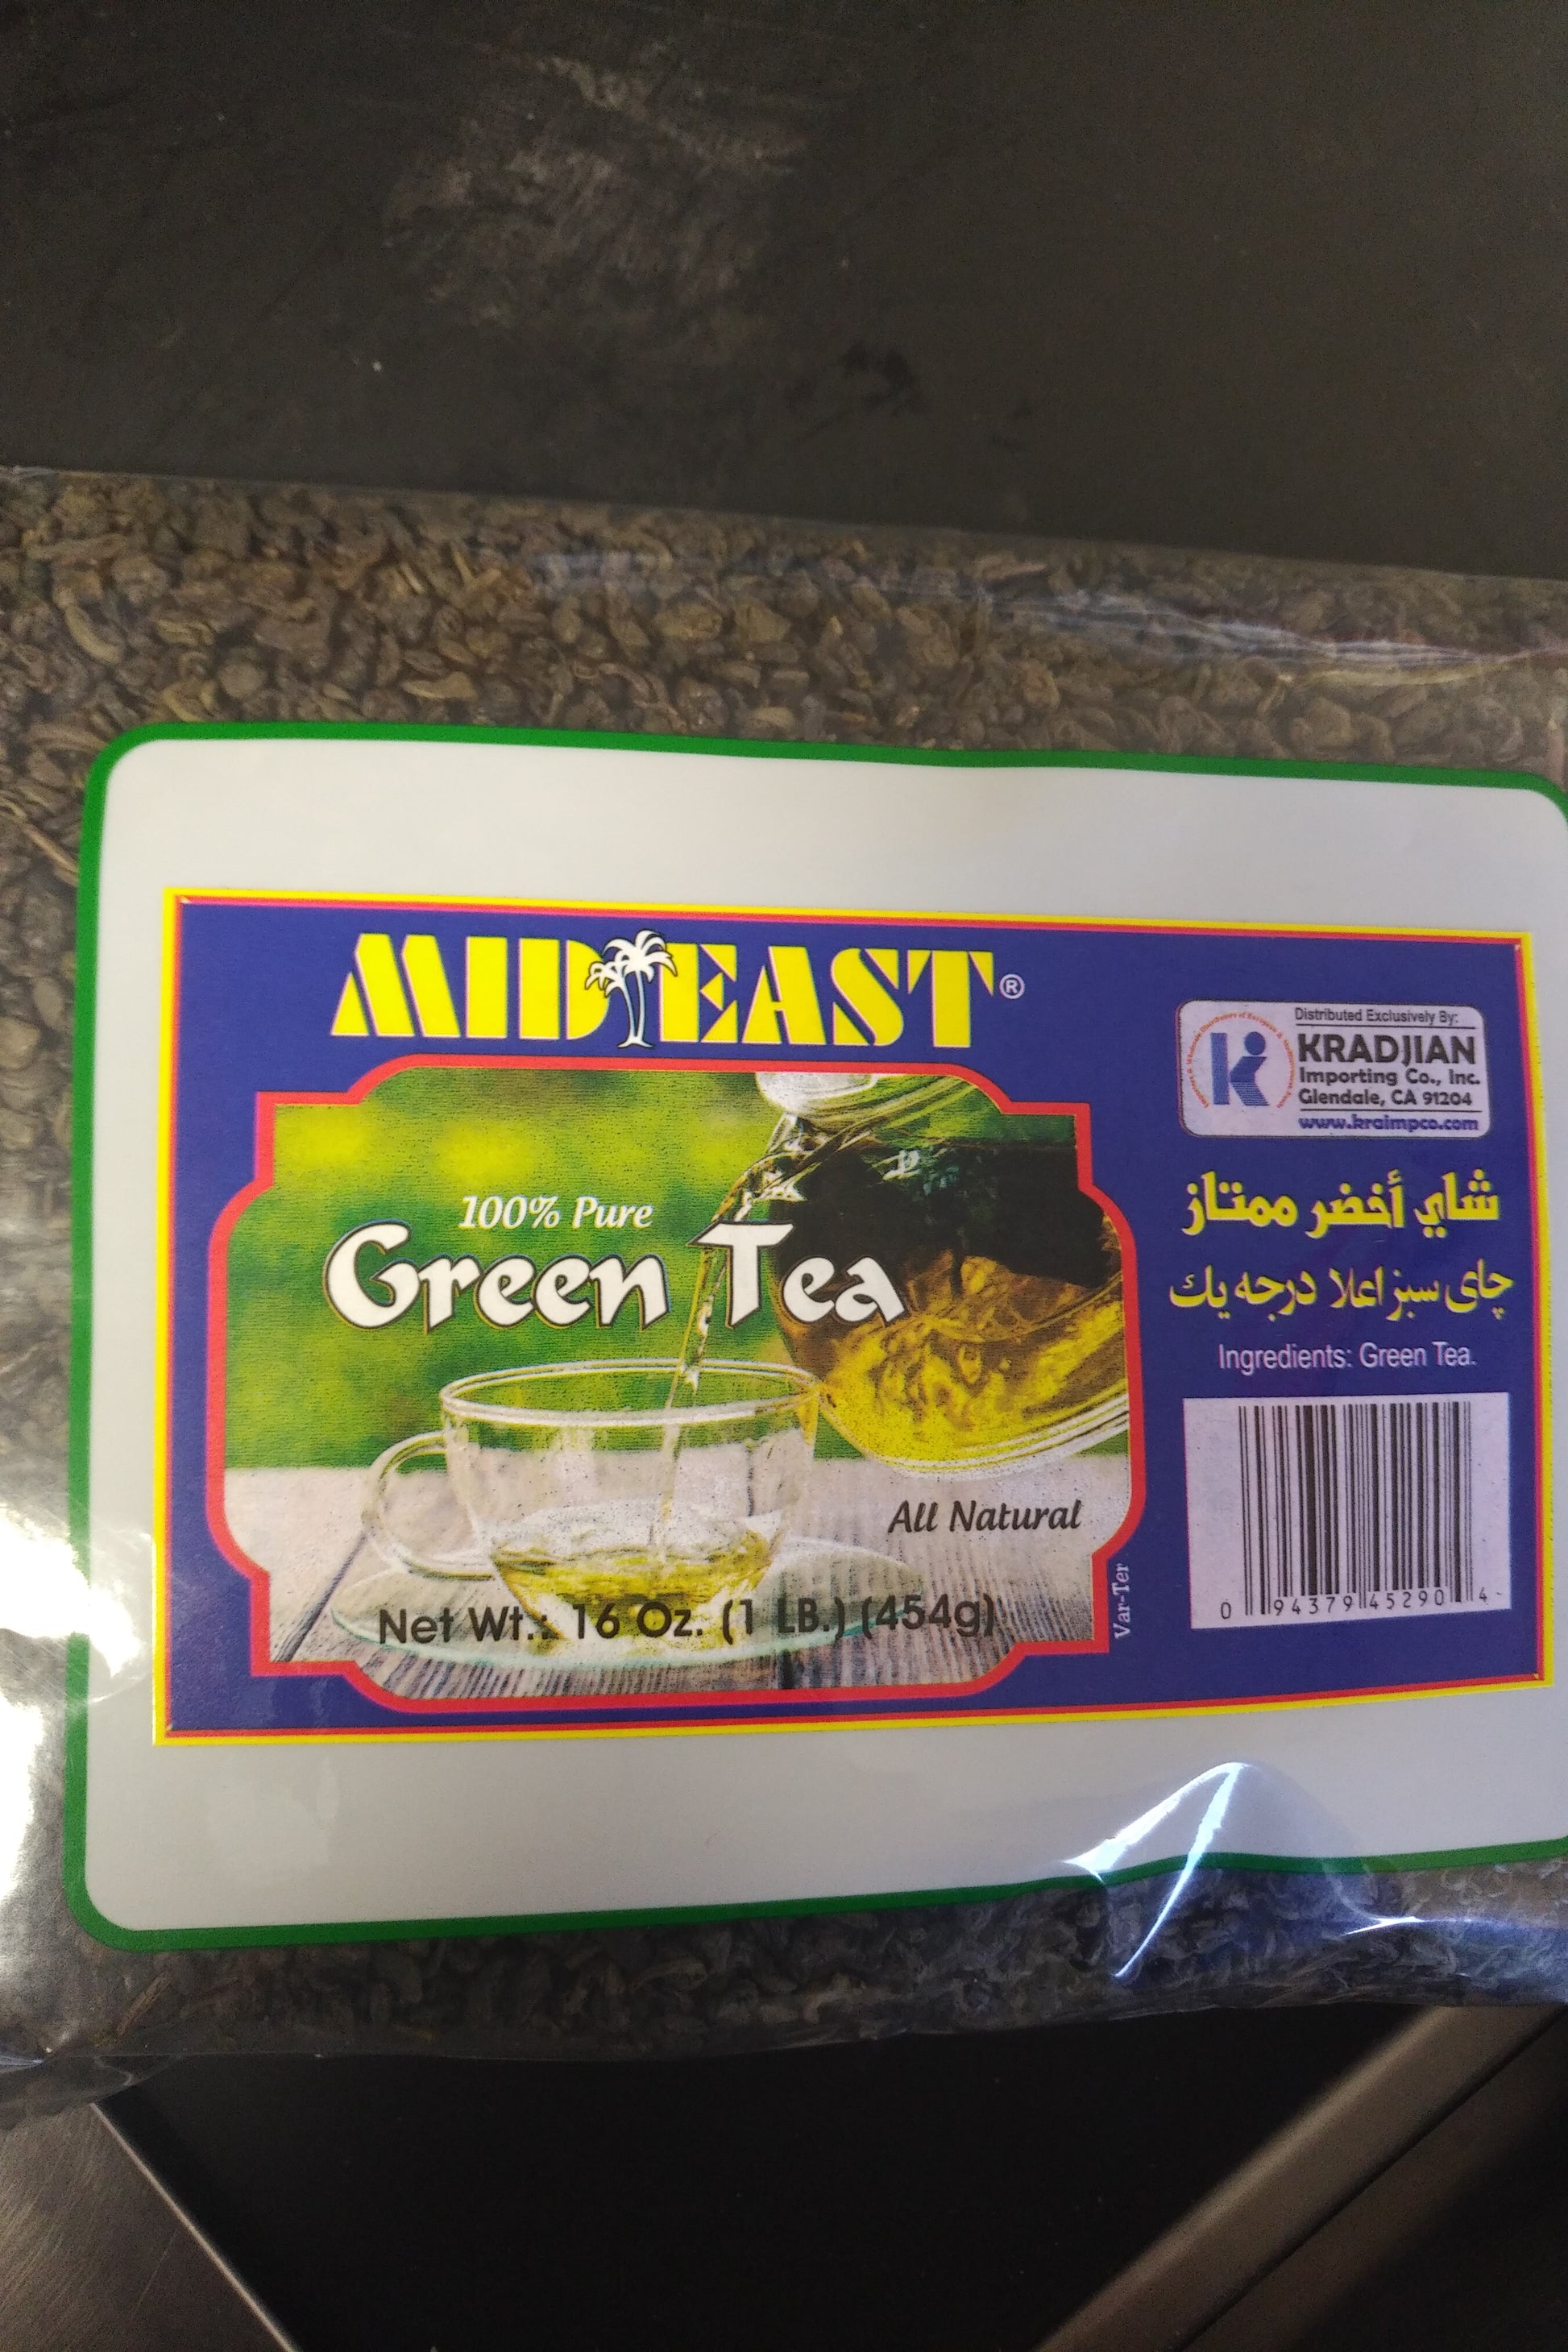 MIDEAST®
100% Pure
Green Tea
All Natural
Net Wt.: 16 Oz. (1 LB.) (454g)
Var-Ter
Distributed Exclusively By:
KRADJIAN
Importing Co., Inc.
Glendale, CA 91204
www.kraimpco.com
شاي أخضر ممتاز
چای سبز اعلا درجه يك
Ingredients: Green Tea.
0 94379 45290 4